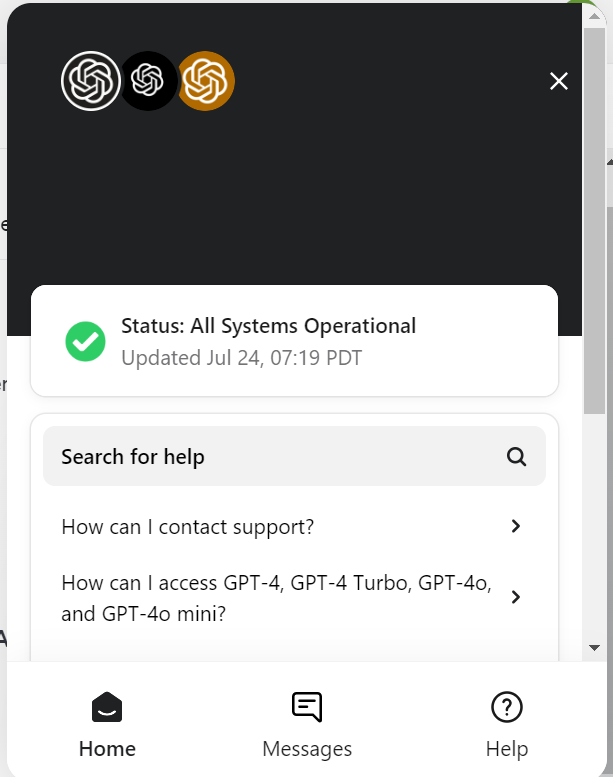 Status: All Systems Operational
Updated Jul 24, 07:19 PDT
Search for help
How can I contact support?
How can I access GPT-4, GPT-4 Turbo, GPT-4o,
and GPT-4o mini?
Home
Messages
Help